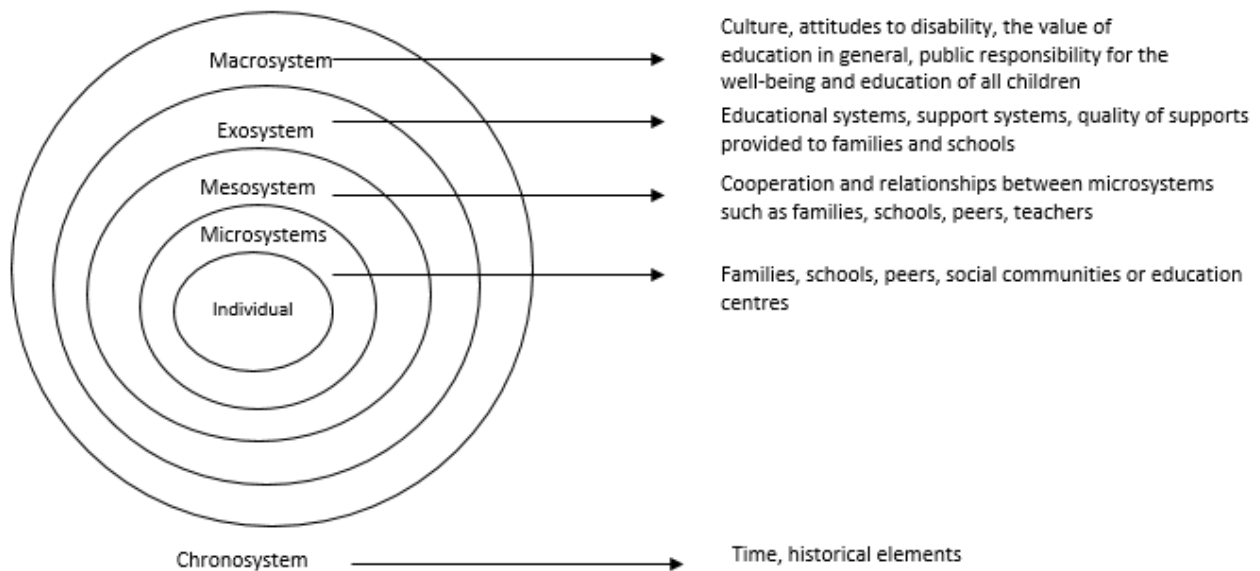 Macrosystem
Culture, attitudes to disability, the value of
education in general, public responsibility for the
well-being and education of all children
Exosystem
Educational systems, support systems, quality of supports
provided to families and schools
Mesosystem
Cooperation and relationships between microsystems
such as families, schools, peers, teachers
Microsystems
Families, schools, peers, social communities or education
centres
Individual
Chronosystem
Time, historical elements